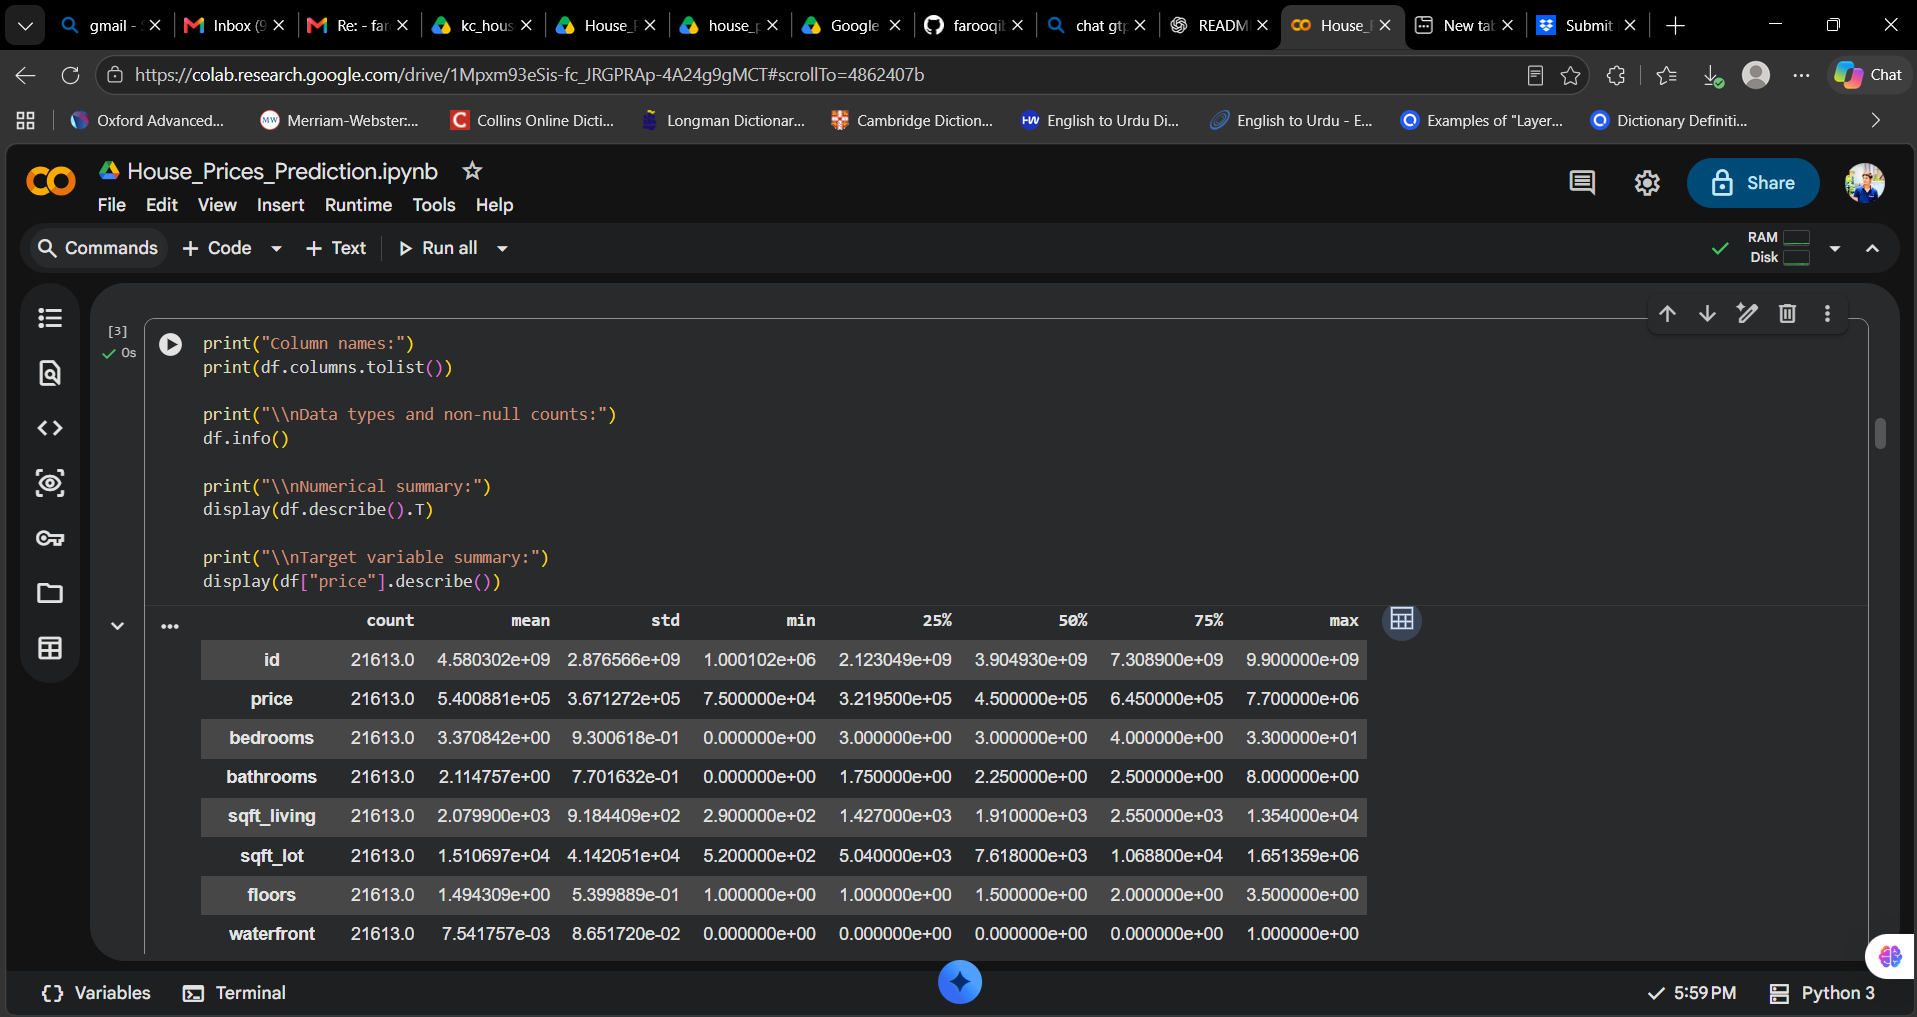 gmail -
Inbox (9
Re: - far
kc_hous
House_F
house_p
Google
farooqib
chat gtp
READM
House_F
New tab
Submit
https://colab.research.google.com/drive/1Mpxm93eSis-fc_JRGPRAp-4A24g9gMCT#scrollTo=4862407b
Chat
Oxford Advanced...
Merriam-Webster:...
Collins Online Dicti...
Longman Dictionar...
Cambridge Diction...
English to Urdu Di...
English to Urdu - E...
Examples of "Layer...
Dictionary Definiti...
House_Prices_Prediction.ipynb
Share
File Edit View Insert Runtime Tools Help
Commands + Code + Text Run all
RAM
Disk
[3]
0s
print("Column names:")
print(df.columns.tolist())
print("\\nData types and non-null counts:")
df.info()
print("\\nNumerical summary:")
display(df.describe().T)
print("\\nTarget variable summary:")
display(df["price"].describe())
count mean std min 25% 50% 75% max
id 21613.0 4.580302e+09 2.876566e+09 1.000102e+06 2.123049e+09 3.904930e+09 7.308900e+09 9.900000e+09
price 21613.0 5.400881e+05 3.671272e+05 7.500000e+04 3.219500e+05 4.500000e+05 6.450000e+05 7.700000e+06
bedrooms 21613.0 3.370842e+00 9.300618e-01 0.000000e+00 3.000000e+00 3.000000e+00 4.000000e+00 3.300000e+01
bathrooms 21613.0 2.114757e+00 7.701632e-01 0.000000e+00 1.750000e+00 2.250000e+00 2.500000e+00 8.000000e+00
sqft_living 21613.0 2.079900e+03 9.184409e+02 2.900000e+02 1.427000e+03 1.910000e+03 2.550000e+03 1.354000e+04
sqft_lot 21613.0 1.510697e+04 4.142051e+04 5.200000e+02 5.040000e+03 7.618000e+03 1.068800e+04 1.651359e+06
floors 21613.0 1.494309e+00 5.399889e-01 1.000000e+00 1.000000e+00 1.500000e+00 2.000000e+00 3.500000e+00
waterfront 21613.0 7.541757e-03 8.651720e-02 0.000000e+00 0.000000e+00 0.000000e+00 0.000000e+00 1.000000e+00
Variables Terminal
5:59 PM Python 3